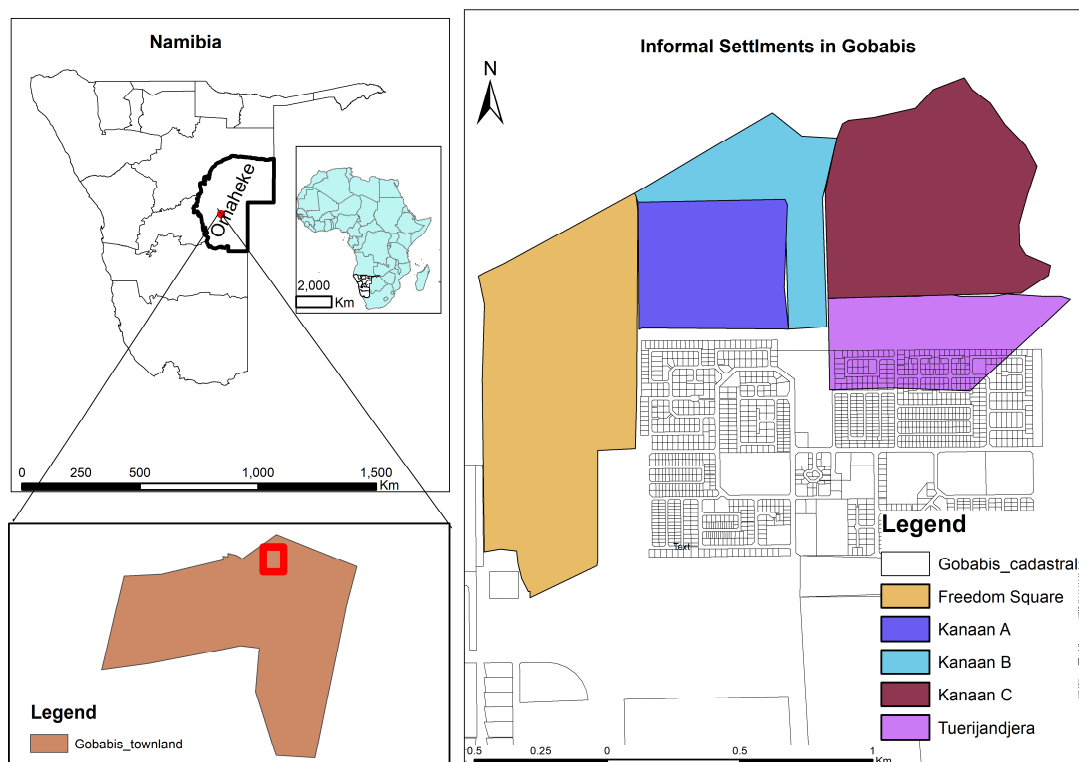 Namibia
Omaheke
2,000
Km
0 250 500 1,000 1,500
Km
Legend
Gobabis_townland
Informal Settlments in Gobabis
N
Text
Legend
Gobabis_cadastral
Freedom Square
Kanaan A
Kanaan B
Kanaan C
Tuerijandjera
0.5 0.25 0 0.5 1
Km